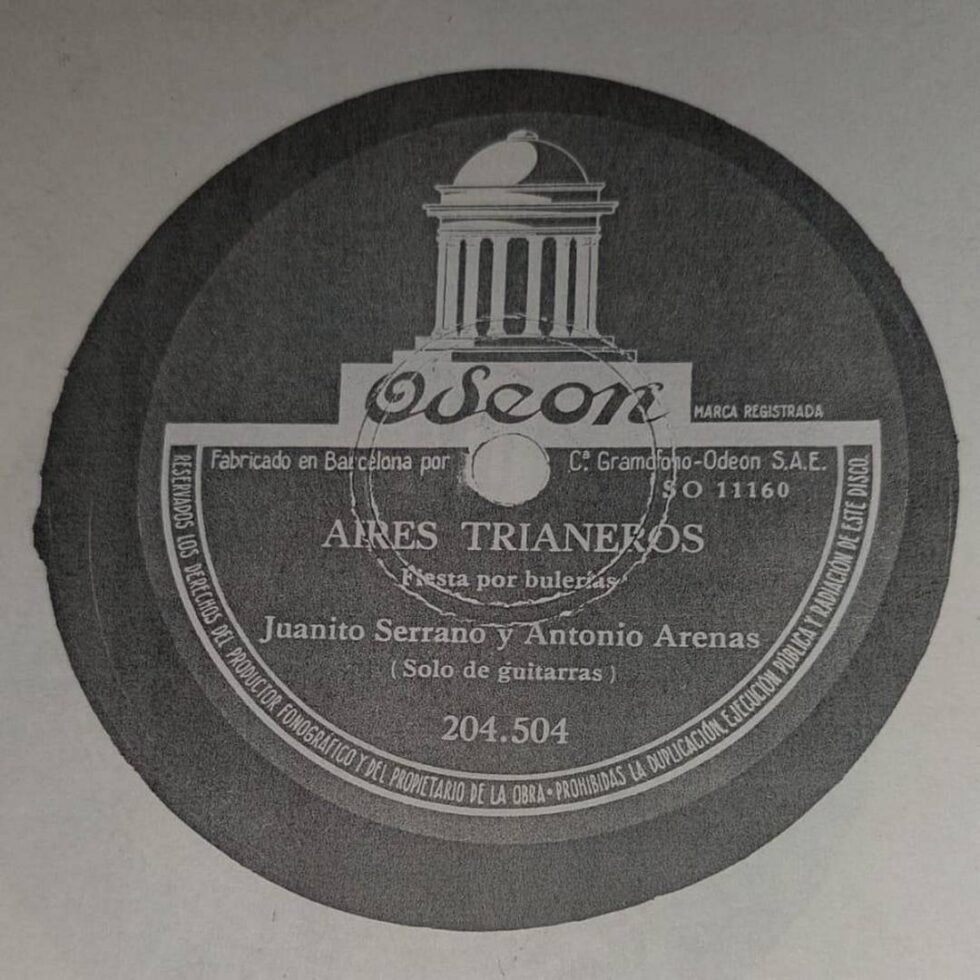 Odeon
MARCA REGISTRADA
Fabricado en Barcelona por Cª. Gramófono-Odeón S.A.E.
SO 11160
AIRES TRIANEROS
Fiesta por bulerías
Juanito Serrano y Antonio Arenas
(Solo de guitarras)
204.504
RESERVADOS LOS DERECHOS DEL PRODUCTOR FONOGRÁFICO Y DEL PROPIETARIO DE LA OBRA • PROHIBIDAS LA DUPLICACIÓN, EJECUCIÓN PÚBLICA Y RADIACIÓN DE ESTE DISCO.